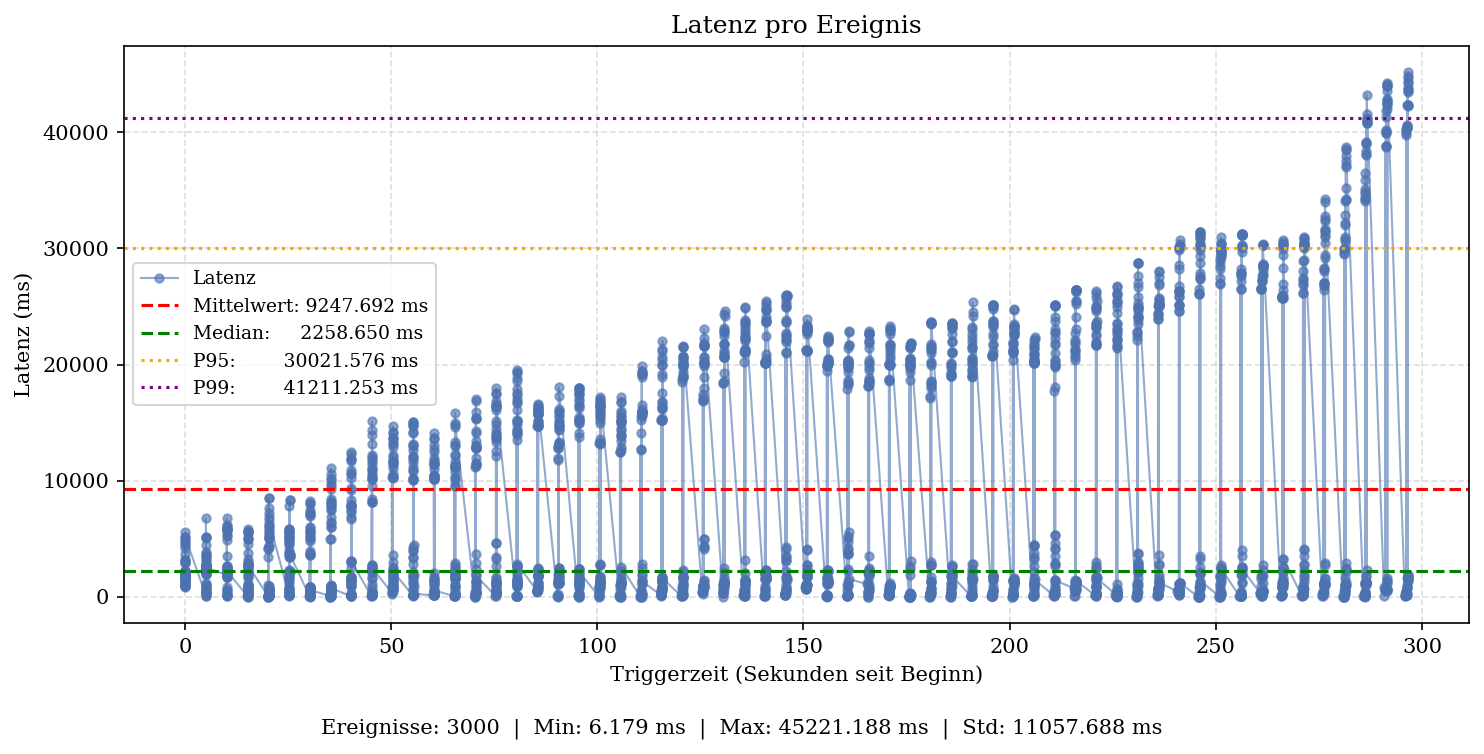 Latenz pro Ereignis
Latenz (ms)
40000
30000
20000
10000
0
Latenz
Mittelwert: 9247.692 ms
Median: 2258.650 ms
P95: 30021.576 ms
P99: 41211.253 ms
0 50 100 150 200 250 300
Triggerzeit (Sekunden seit Beginn)
Ereignisse: 3000 | Min: 6.179 ms | Max: 45221.188 ms | Std: 11057.688 ms